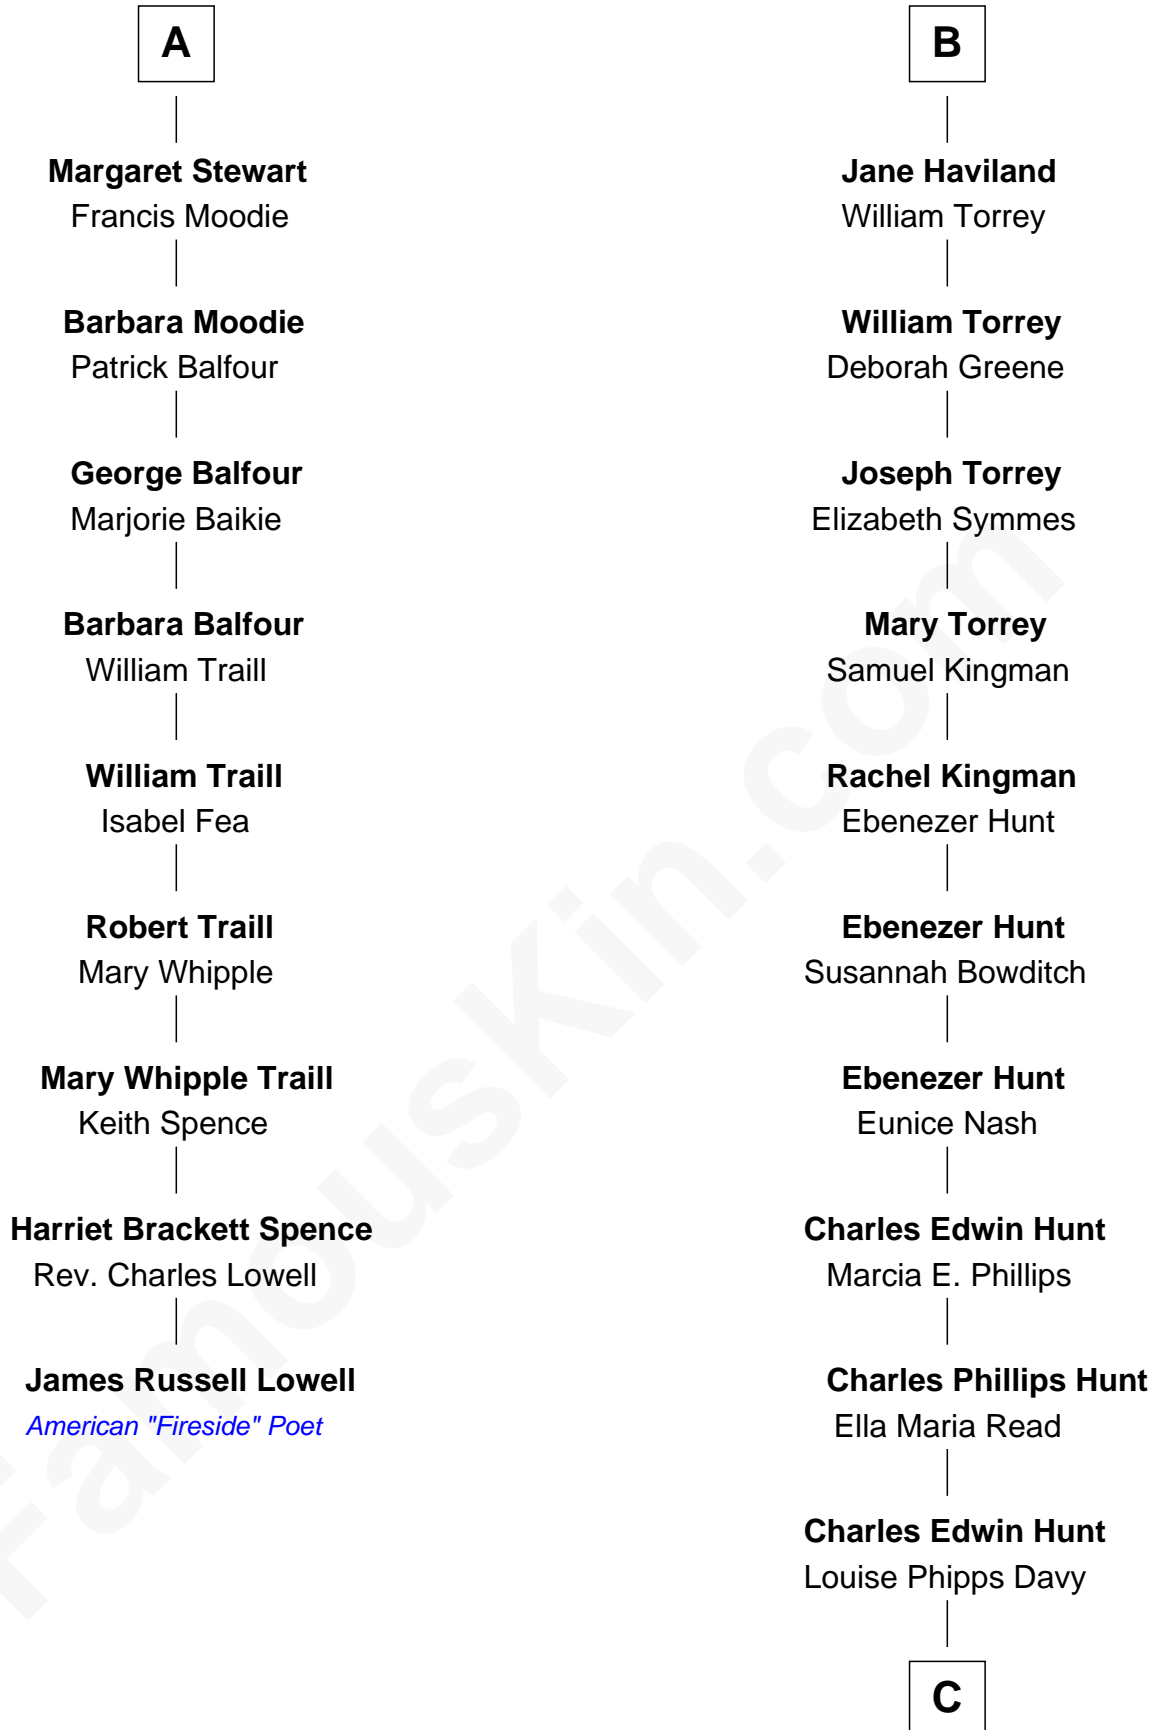 A
Margaret Stewart
Francis Moodie
Barbara Moodie
Patrick Balfour
George Balfour
Marjorie Baikie
Barbara Balfour
William Traill
William Traill
Isabel Fea
Robert Traill
Mary Whipple
Mary Whipple Traill
Keith Spence
Harriet Brackett Spence
Rev. Charles Lowell
James Russell Lowell
American "Fireside" Poet
B
Jane Haviland
William Torrey
William Torrey
Deborah Greene
Joseph Torrey
Elizabeth Symmes
Mary Torrey
Samuel Kingman
Rachel Kingman
Ebenezer Hunt
Ebenezer Hunt
Susannah Bowditch
Ebenezer Hunt
Eunice Nash
Charles Edwin Hunt
Marcia E. Phillips
Charles Phillips Hunt
Ella Maria Read
Charles Edwin Hunt
Louise Phipps Davy
C
FamousKin.com